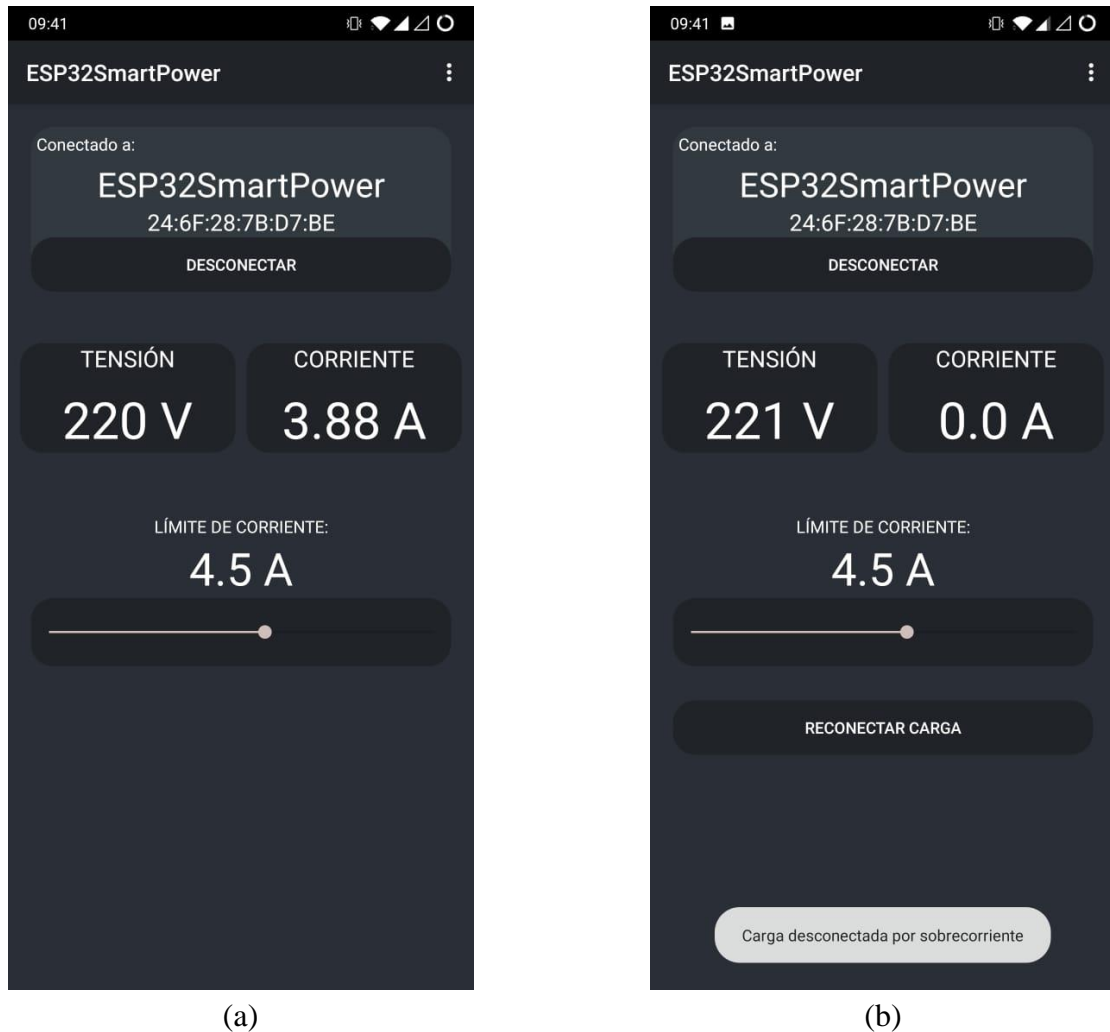 09:41
ESP32SmartPower
Conectado a:
ESP32SmartPower
24:6F:28:7B:D7:BE
DESCONECTAR
TENSIÓN
CORRIENTE
220 V
3.88 A
LÍMITE DE CORRIENTE:
4.5 A
(a)
09:41
ESP32SmartPower
Conectado a:
ESP32SmartPower
24:6F:28:7B:D7:BE
DESCONECTAR
TENSIÓN
CORRIENTE
221 V
0.0 A
LÍMITE DE CORRIENTE:
4.5 A
RECONECTAR CARGA
Carga desconectada por sobrecorriente
(b)